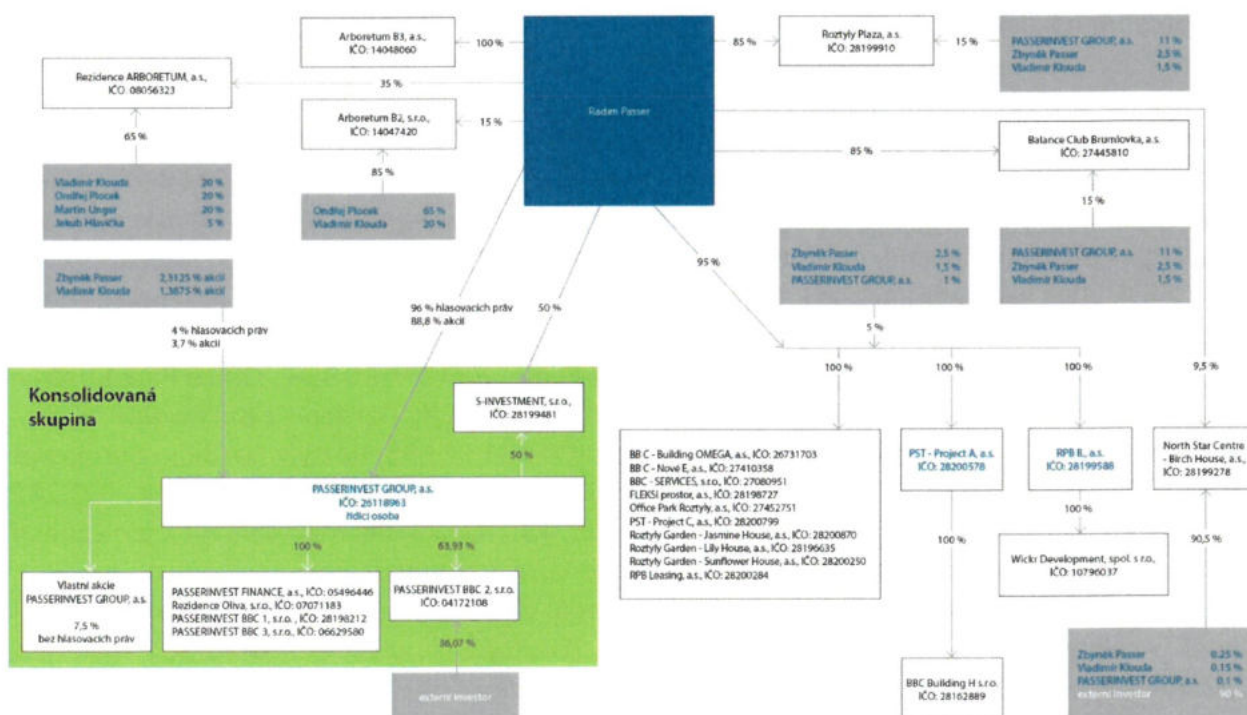 Arboretum B3, a.s.,
IČO: 14048060
100 %
Radim Passer
85 %
Roztyly Plaza, a.s.
IČO: 28199910
15 %
PASSERINVEST GROUP, a.s. 11 %
Zbyněk Passer 2,5 %
Vladimír Klouda 1,5 %
Rezidence ARBORETUM, a.s.,
IČO: 08056323
35 %
Arboretum B2, s.r.o.,
IČO: 14047420
15 %
Balance Club Brumlovka, a.s.
IČO: 27445810
85 %
65 %
85 %
15 %
Vladimír Klouda 20 %
Ondřej Plocek 20 %
Martin Unger 20 %
Jakub Hlavička 5 %
Ondřej Plocek 65 %
Vladimír Klouda 20 %
Zbyněk Passer 2,5 %
Vladimír Klouda 1,5 %
PASSERINVEST GROUP, a.s. 1 %
PASSERINVEST GROUP, a.s. 11 %
Zbyněk Passer 2,5 %
Vladimír Klouda 1,5 %
Zbyněk Passer 2,3125 % akcií
Vladimír Klouda 1,3875 % akcií
95 %
96 % hlasovacích práv
88,8 % akcií
50 %
4 % hlasovacích práv
3,7 % akcií
5 %
100 %
100 %
100 %
9,5 %
Konsolidovaná
skupina
S-INVESTMENT, s.r.o.,
IČO: 28199481
50 %
PASSERINVEST GROUP, a.s.
IČO: 26118963
řídící osoba
BB C - Building OMEGA, a.s., IČO: 26731703
BB C - Nové E, a.s., IČO: 27410358
BBC - SERVICES, s.r.o., IČO: 27080951
FLEKSI prostor, a.s., IČO: 28198727
Office Park Roztyly, a.s., IČO: 27452751
PST - Project C, a.s., IČO: 28200799
Roztyly Garden - Jasmine House, a.s., IČO: 28200870
Roztyly Garden - Lily House, a.s., IČO: 28196635
Roztyly Garden - Sunflower House, a.s., IČO: 28200250
RPB Leasing, a.s., IČO: 28200284
PST - Project A, a.s.,
IČO: 28200578
RPB II., a.s.,
IČO: 28199588
North Star Centre
- Birch House, a.s.,
IČO: 28199278
100 %
63,93 %
100 %
100 %
90,5 %
Vlastní akcie
PASSERINVEST GROUP, a.s.
7,5 %
bez hlasovacích práv
PASSERINVEST FINANCE, a.s., IČO: 05496446
Rezidence Oliva, s.r.o., IČO: 07071183
PASSERINVEST BBC 1, s.r.o., IČO: 28198212
PASSERINVEST BBC 3, s.r.o., IČO: 06629580
PASSERINVEST BBC 2, s.r.o.
IČO: 04172108
Wickr Development, spol. s r.o.,
IČO: 10796037
36,07 %
externí investor
BBC Building H s.r.o.
IČO: 28162889
Zbyněk Passer 0,25 %
Vladimír Klouda 0,15 %
PASSERINVEST GROUP, a.s. 0,1 %
externí investor 90 %